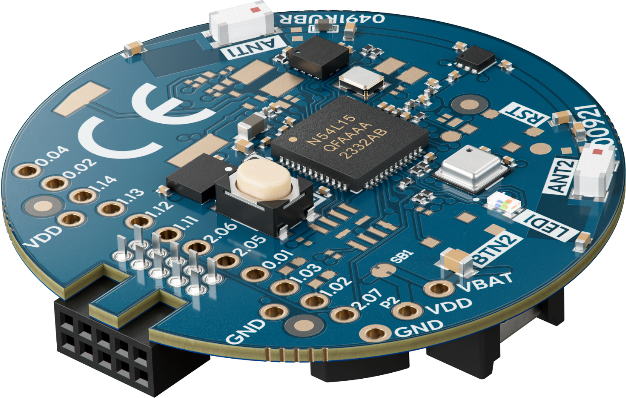 0491RUBR
ANT1
CE
N54L15
QFAAAA
2332AB
RST
ANT2
LED1
BTN2
SB1
0.04
0.02
1.14
1.13
1.12
1.11
2.06
2.05
0.01
1.03
1.02
2.07
P2
VDD
GND
VBAT
VDD
GND